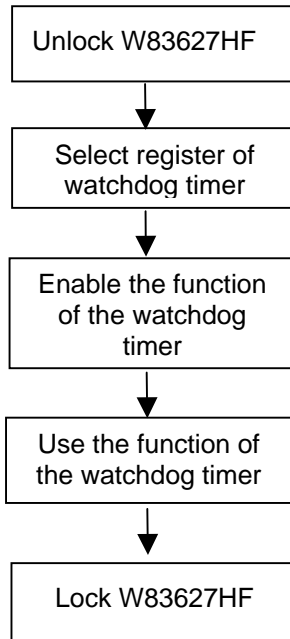 Unlock W83627HF
Select register of
watchdog timer
Enable the function
of the watchdog
timer
Use the function of
the watchdog timer
Lock W83627HF